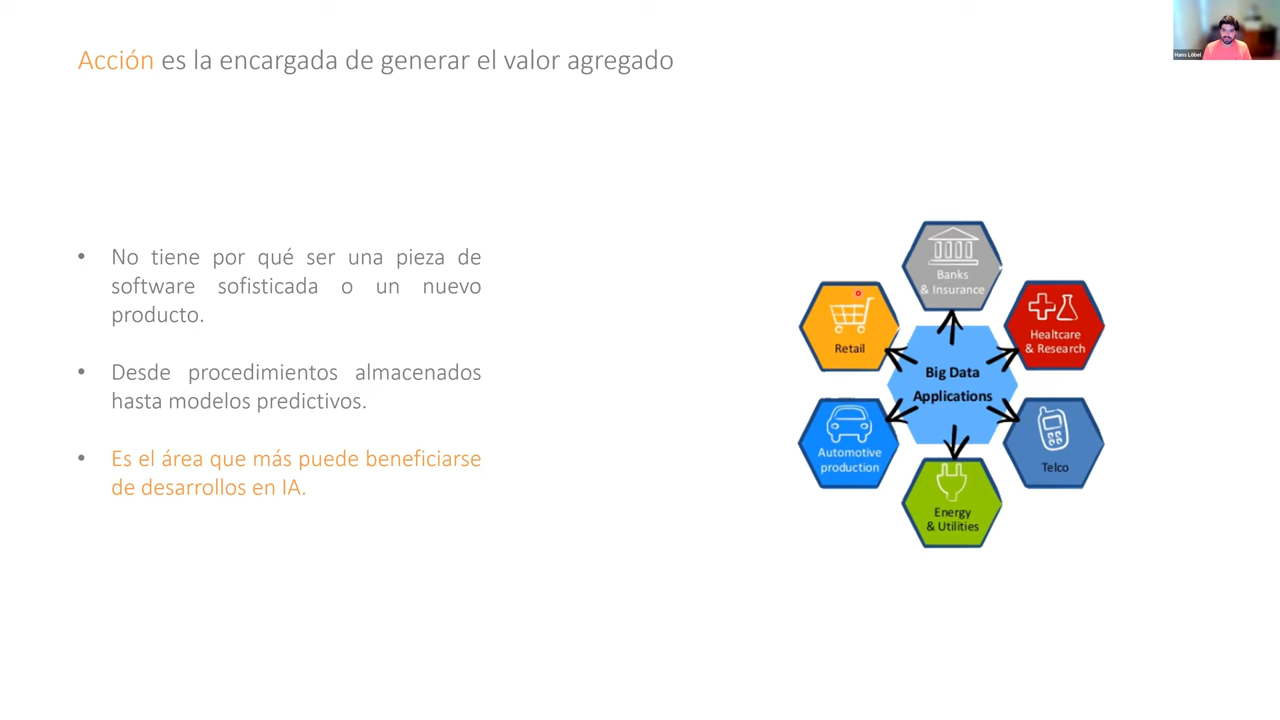 Acción es la encargada de generar el valor agregado
Hans Löbel
• No tiene por qué ser una pieza de
software sofisticada o un nuevo
producto.
• Desde procedimientos almacenados
hasta modelos predictivos.
• Es el área que más puede beneficiarse
de desarrollos en IA.
Banks
& Insurance
Retail
Healtcare
& Research
Big Data
Applications
Automotive
production
Telco
Energy
& Utilities